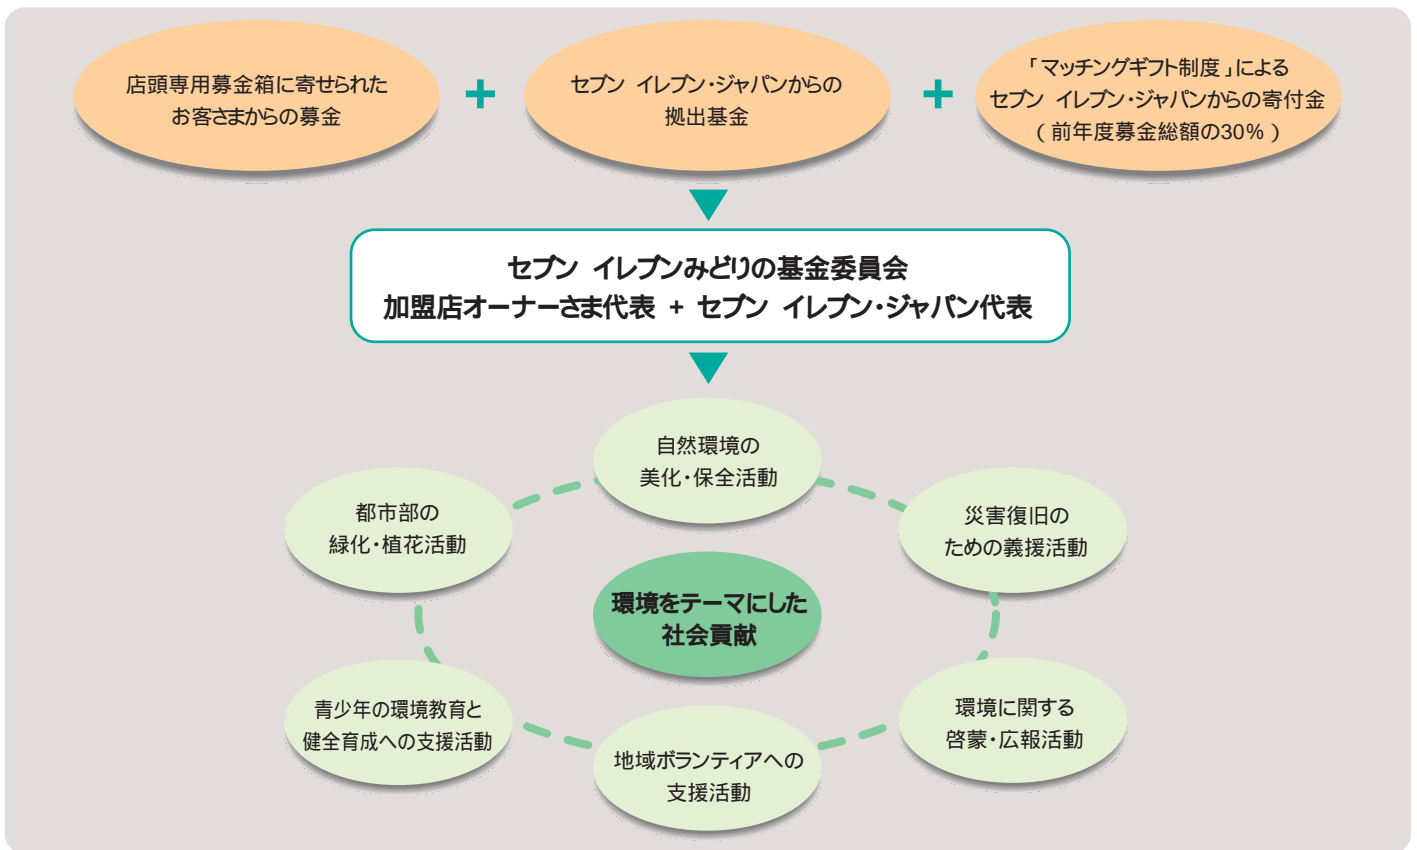 店頭専用募金箱に寄せられた
お客さまからの募金
+
セブン イレブン・ジャパンからの
拠出基金
+
「マッチングギフト制度」による
セブン イレブン・ジャパンからの寄付金
(前年度募金総額の30%)
セブン イレブンみどりの基金委員会
加盟店オーナーさま代表 + セブン イレブン・ジャパン代表
自然環境の
美化・保全活動
都市部の
緑化・植花活動
災害復旧の
ための義援活動
環境をテーマにした
社会貢献
青少年の環境教育と
健全育成への支援活動
環境に関する
啓蒙・広報活動
地域ボランティアへの
支援活動